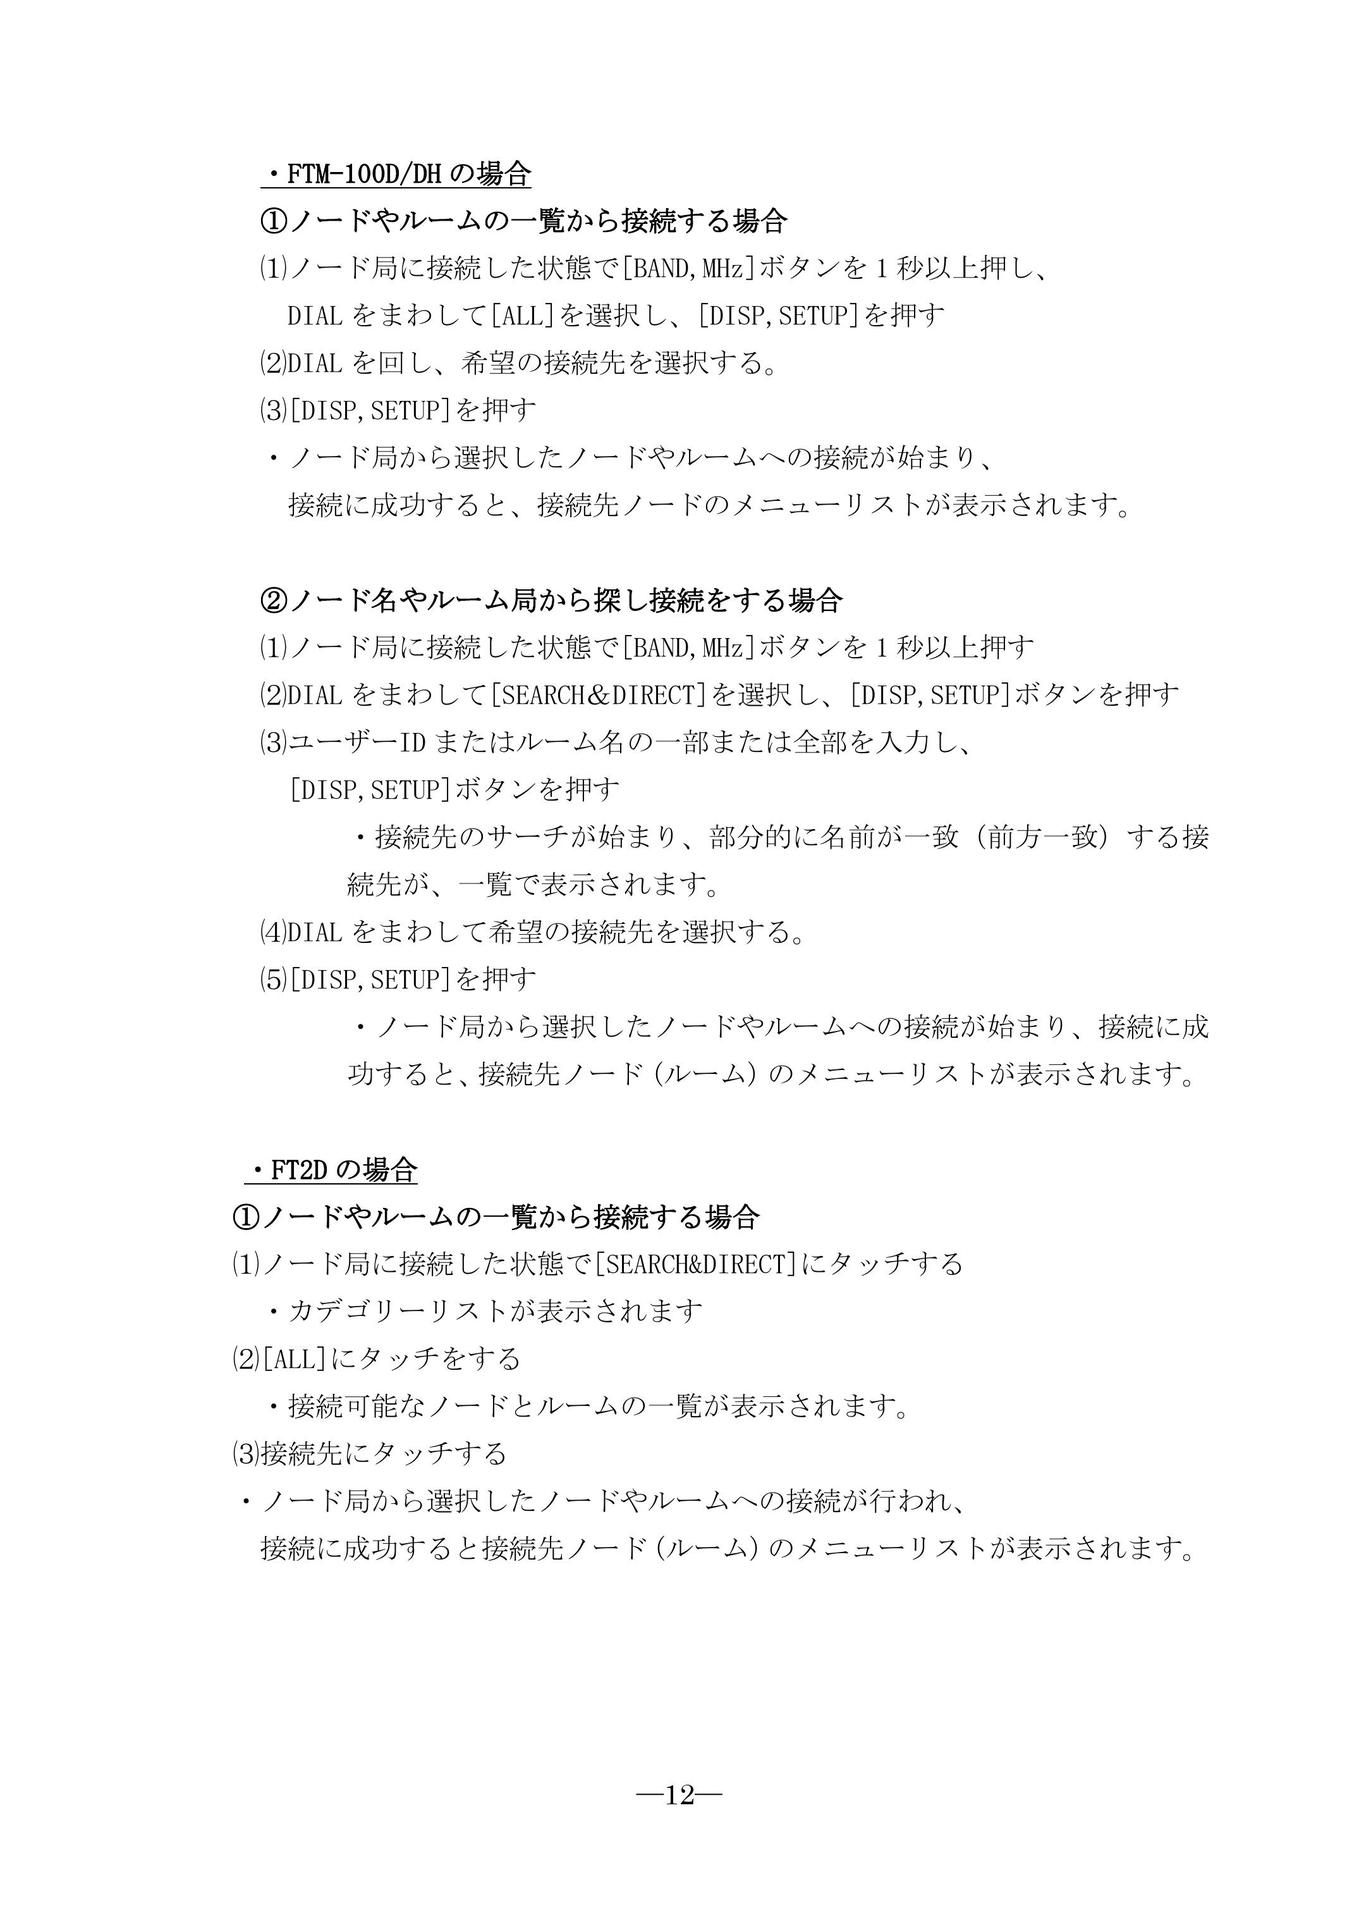 ・FTM-100D/DH の場合
①ノードやルームの一覧から接続する場合
⑴ノード局に接続した状態で[BAND,MHz]ボタンを 1 秒以上押し、
DIAL をまわして[ALL]を選択し、[DISP,SETUP]を押す
⑵DIAL を回し、希望の接続先を選択する。
⑶[DISP,SETUP]を押す
・ノード局から選択したノードやルームへの接続が始まり、
接続に成功すると、接続先ノードのメニューリストが表示されます。
②ノード名やルーム局から探し接続をする場合
⑴ノード局に接続した状態で[BAND,MHz]ボタンを 1 秒以上押す
⑵DIAL をまわして[SEARCH＆DIRECT]を選択し、[DISP,SETUP]ボタンを押す
⑶ユーザーID またはルーム名の一部または全部を入力し、
[DISP,SETUP]ボタンを押す
・接続先のサーチが始まり、部分的に名前が一致（前方一致）する接
続先が、一覧で表示されます。
⑷DIAL をまわして希望の接続先を選択する。
⑸[DISP,SETUP]を押す
・ノード局から選択したノードやルームへの接続が始まり、接続に成
功すると、接続先ノード（ルーム）のメニューリストが表示されます。
・FT2D の場合
①ノードやルームの一覧から接続する場合
⑴ノード局に接続した状態で[SEARCH&DIRECT]にタッチする
・カデゴリーリストが表示されます
⑵[ALL]にタッチをする
・接続可能なノードとルームの一覧が表示されます。
⑶接続先にタッチする
・ノード局から選択したノードやルームへの接続が行われ、
接続に成功すると接続先ノード（ルーム）のメニューリストが表示されます。
―12―